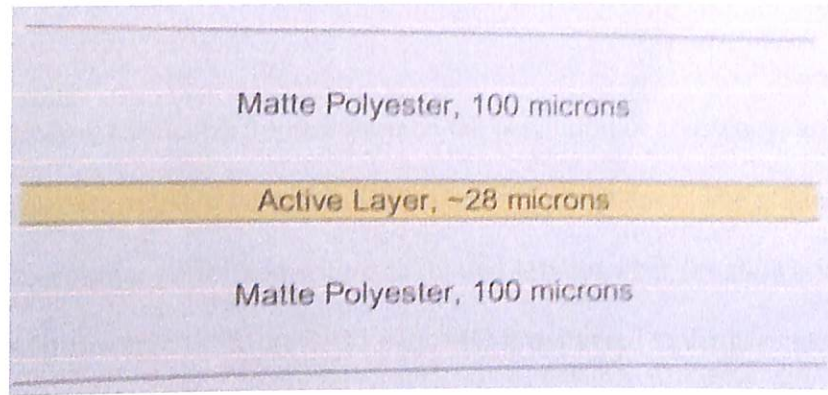 Matte Polyester, 100 microns
Active Layer, ~28 microns
Matte Polyester, 100 microns